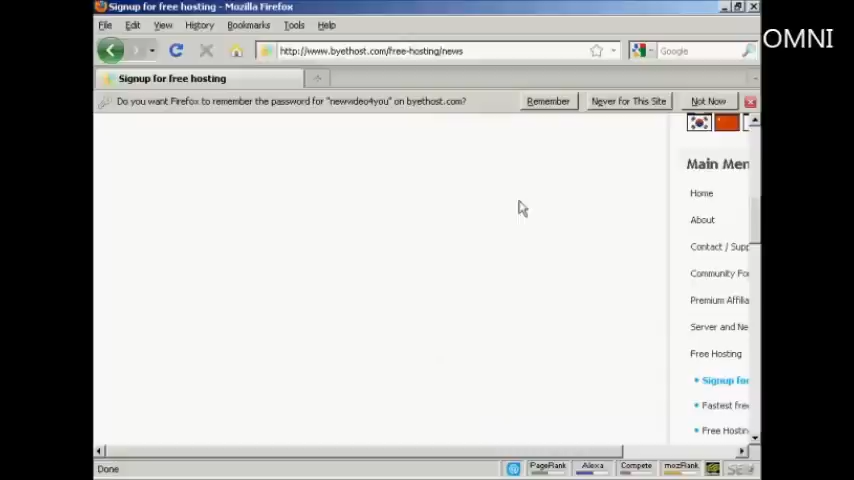 Signup for free hosting - Mozilla Firefox
OMNI
File Edit View History Bookmarks Tools Help
http://www.byethost.com/free-hosting/news
Google
Signup for free hosting
Do you want Firefox to remember the password for "newvideo4you" on byethost.com? Remember Never for This Site Not Now
Main Men
Home
About
Contact / Supp
Community Fo
Premium Affilia
Server and Ne
Free Hosting
Signup for
Fastest free
Free Hostin
Done
PageRank Alexa Compete mozRank